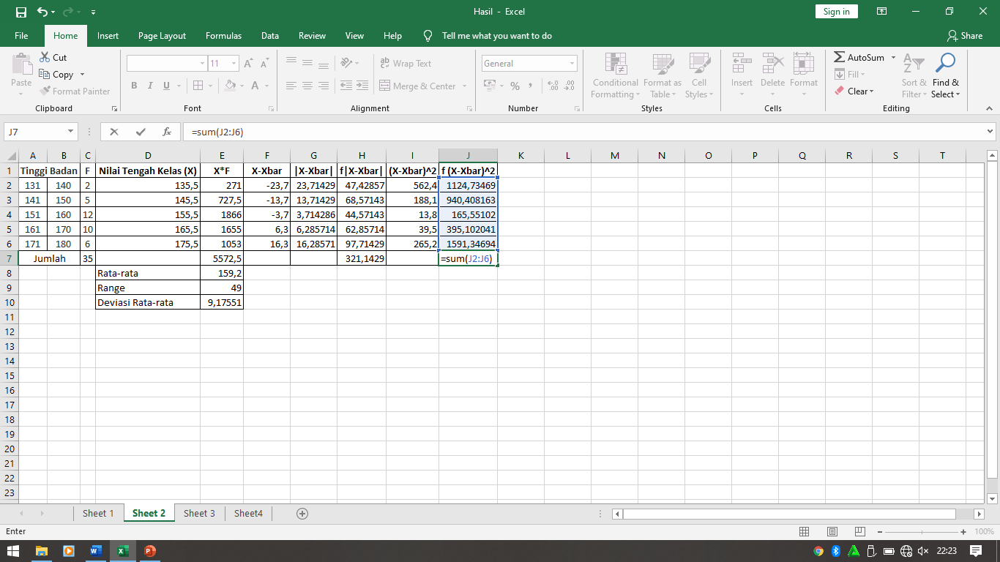 Hasil - Excel
Sign in
File Home Insert Page Layout Formulas Data Review View Help Tell me what you want to do Share
Paste Cut Copy Format Painter
11
B I U A
Wrap Text
Merge & Center
General
% ,
Conditional Formatting Format as Table Cell Styles
Insert Delete Format
AutoSum Fill Clear
Sort & Filter Find & Select
Clipboard Font Alignment Number Styles Cells Editing
J7 fx =sum(J2:J6)
A B C D E F G H I J K L M N O P Q R S T
1 Tinggi Badan F Nilai Tengah Kelas (X) X*F X-Xbar |X-Xbar| f|X-Xbar| (X-Xbar)^2 f (X-Xbar)^2
2 131 140 2 135,5 271 -23,7 23,71429 47,42857 562,4 1124,73469
3 141 150 5 145,5 727,5 -13,7 13,71429 68,57143 188,1 940,408163
4 151 160 12 155,5 1866 -3,7 3,714286 44,57143 13,8 165,55102
5 161 170 10 165,5 1655 6,3 6,285714 62,85714 39,5 395,102041
6 171 180 6 175,5 1053 16,3 16,28571 97,71429 265,2 1591,34694
7 Jumlah 35 5572,5 321,1429 =sum(J2:J6)
8 Rata-rata 159,2
9 Range 49
10 Deviasi Rata-rata 9,17551
11
12
13
14
15
16
17
18
19
20
21
22
23
Sheet 1 Sheet 2 Sheet 3 Sheet4
Enter 100%
22:23